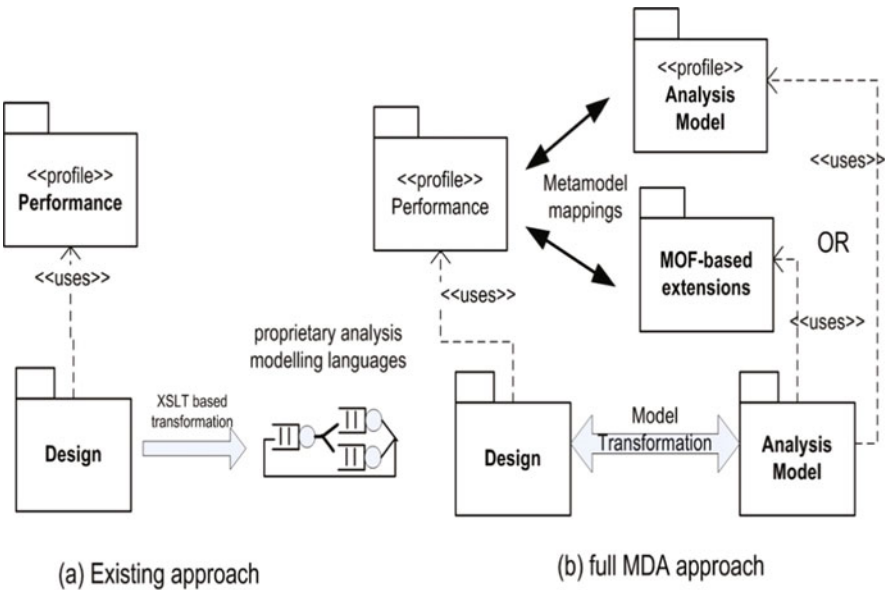 <<profile>>
Performance
<<uses>>
Design
XSLT based
transformation
proprietary analysis
modelling languages
(a) Existing approach
<<profile>>
Analysis
Model
<<profile>>
Performance
Metamodel
mappings
<<uses>>
OR
MOF-based
extensions
<<uses>>
<<uses>>
Design
Model
Transformation
Analysis
Model
(b) full MDA approach